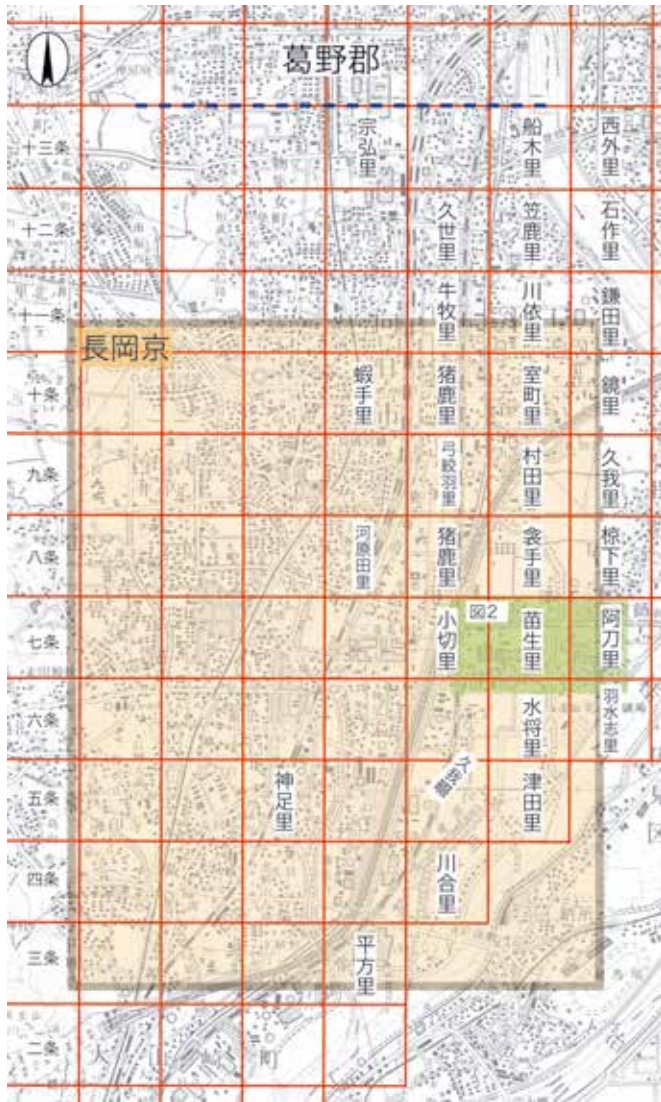 葛野郡
十三条
宗弘里
船木里
西外里
十二条
久世里
笠鹿里
石作里
十一条
牛牧里
川依里
鎌田里
長岡京
十条
蝦手里
猪鹿里
室町里
鏡里
九条
弓絃羽里
村田里
久我里
八条
河原田里
猪鹿里
衾手里
椋下里
七条
小切里
図2
苗生里
阿刀里
六条
水将里
羽水志里
五条
神足里
久我畷
津田里
四条
川合里
三条
平方里
二条